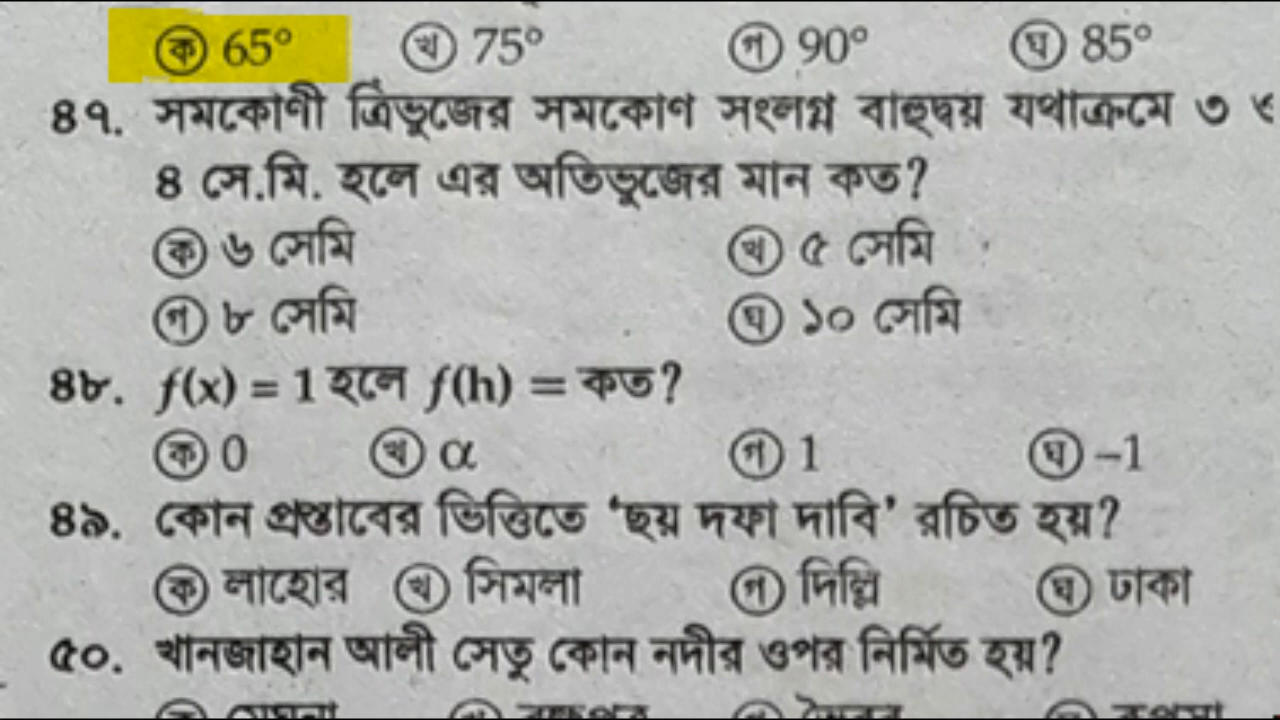 ক 65° খ 75° গ 90° ঘ 85°
৪৭. সমকোণী ত্রিভুজের সমকোণ সংলগ্ন বাহুদ্বয় যথাক্রমে ৩ ও
৪ সে.মি. হলে এর অতিভুজের মান কত?
ক ৬ সেমি খ ৫ সেমি
গ ৮ সেমি ঘ ১০ সেমি
৪৮. f(x) = 1 হলে f(h) = কত?
ক 0 খ α গ 1 ঘ –1
৪৯. কোন প্রস্তাবের ভিত্তিতে ‘ছয় দফা দাবি’ রচিত হয়?
ক লাহোর খ সিমলা গ দিল্লি ঘ ঢাকা
৫০. খানজাহান আলী সেতু কোন নদীর ওপর নির্মিত হয়?